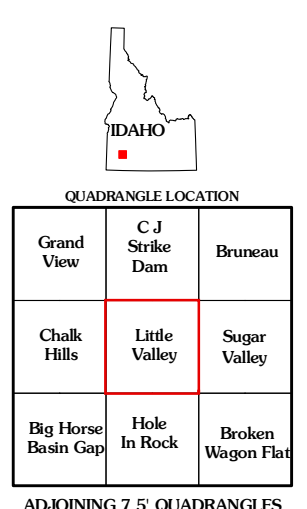 IDAHO
QUADRANGLE LOCATION
Grand
View
C J
Strike
Dam
Bruneau
Chalk
Hills
Little
Valley
Sugar
Valley
Big Horse
Basin Gap
Hole
In Rock
Broken
Wagon Flat
ADJOINING 7.5' QUADRANGLES